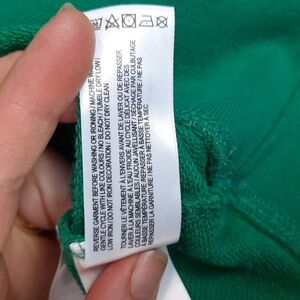 REVERSE GARMENT BEFORE WASHING OR IRONING / MACHINE WASH
GENTLE CYCLE WITH LIKE COLOURS / NO BLEACH / TUMBLE DRY LOW /
LOW IRON / DO NOT IRON DECORATION / DO NOT DRY CLEAN
TOURNER LE VÊTEMENT À L'ENVERS AVANT DE LAVER OU DE REPASSER
LAVER À LA MACHINE À L'EAU FROIDE AU CYCLE DÉLICAT AVEC DES
COULEURS SEMBLABLES / AUCUN JAVELLISANT / SÉCHAGE PAR CULBUTAGE
À BASSE TEMPÉRATURE / REPASSER À BASSE TEMPÉRATURE / NE PAS
REPASSER LA GARNITURE / NE PAS NETTOYER À SEC